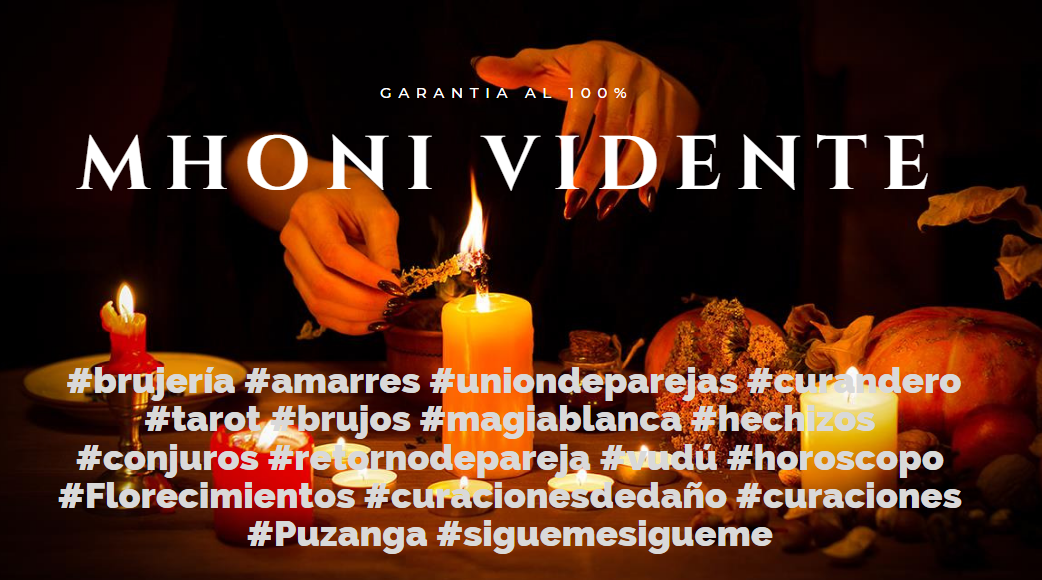 GARANTIA AL 100%
MHONI VIDENTE
#brujería #amarres #uniondeparejas #curandero
#tarot #brujos #magiablanca #hechizos
#conjuros #retornodepareja #vudú #horoscopo
#Florecimientos #curacionesdedaño #curaciones
#Puzanga #siguemesigueme